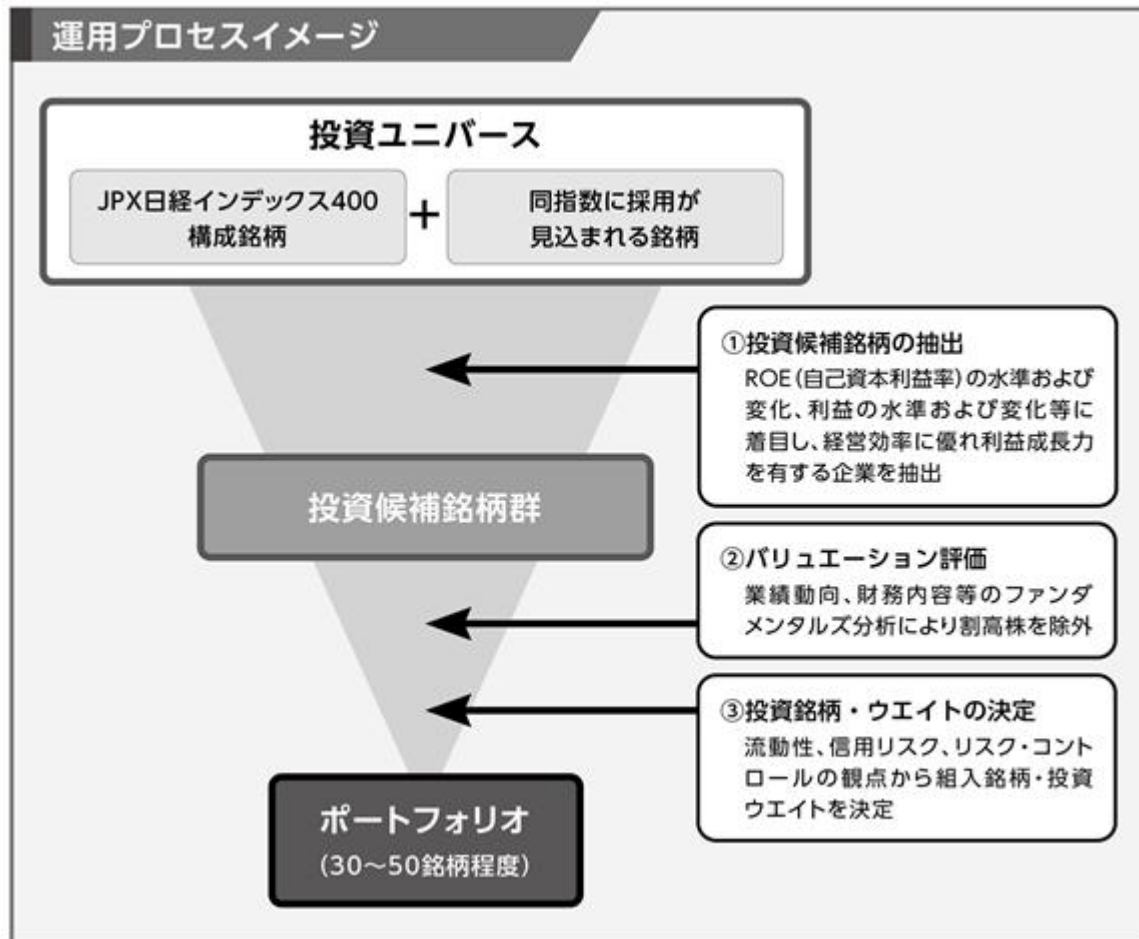 運用プロセスイメージ
投資ユニバース
JPX日経インデックス400
構成銘柄
+
同指数に採用が
見込まれる銘柄
①投資候補銘柄の抽出
ROE(自己資本利益率)の水準および
変化、利益の水準および変化等に
着目し、経営効率に優れ利益成長力
を有する企業を抽出
投資候補銘柄群
②バリュエーション評価
業績動向、財務内容等のファンダ
メンタルズ分析により割高株を除外
③投資銘柄・ウエイトの決定
流動性、信用リスク、リスク・コント
ロールの観点から組入銘柄・投資
ウエイトを決定
ポートフォリオ
(30～50銘柄程度)